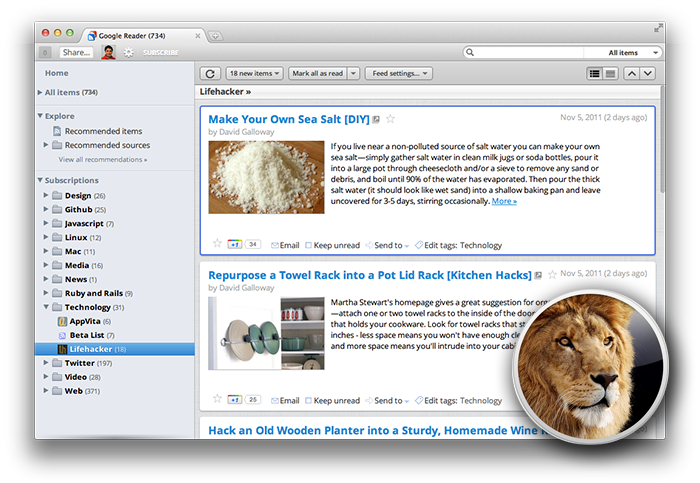 Google Reader (734)
Share...
SUBSCRIBE
All items
Home
All items (734)
Explore
Recommended items
Recommended sources
View all recommendations »
Subscriptions
Design (26)
Github (25)
Javascript (7)
Linux (12)
Mac (11)
Media (16)
News (1)
Ruby and Rails (9)
Technology (31)
AppVita (6)
Beta List (7)
Lifehacker (18)
Twitter (197)
Video (28)
Web (371)
18 new items
Mark all as read
Feed settings...
Lifehacker »
Make Your Own Sea Salt [DIY]
Nov 5, 2011 (2 days ago)
by David Galloway
If you live near a non-polluted source of salt water you can make your own
sea salt—simply gather salt water in clean milk jugs or soda bottles, pour it
into a large pot through cheesecloth and/or a sieve to remove any sand or
debris, and boil until 90% of the water has evaporated. Then pour the thick
salt water (it should look like wet sand) into a shallow baking pan and leave
uncovered for 3-5 days, stirring occasionally. More »
+1 34 Email Keep unread Send to Edit tags: Technology
Repurpose a Towel Rack into a Pot Lid Rack [Kitchen Hacks]
Nov 5, 2011 (2 days ago)
by David Galloway
Martha Stewart's homepage gives a great suggestion for
—attach one or two towel racks to the inside of the
that holds your cookware. Look for towel racks that
inches - less space means you won't have enough
and more space means you'll intrude into your
+1 25 Email Keep unread Send to Edit tags: Technology
Hack an Old Wooden Planter into a Sturdy, Homemade Wine